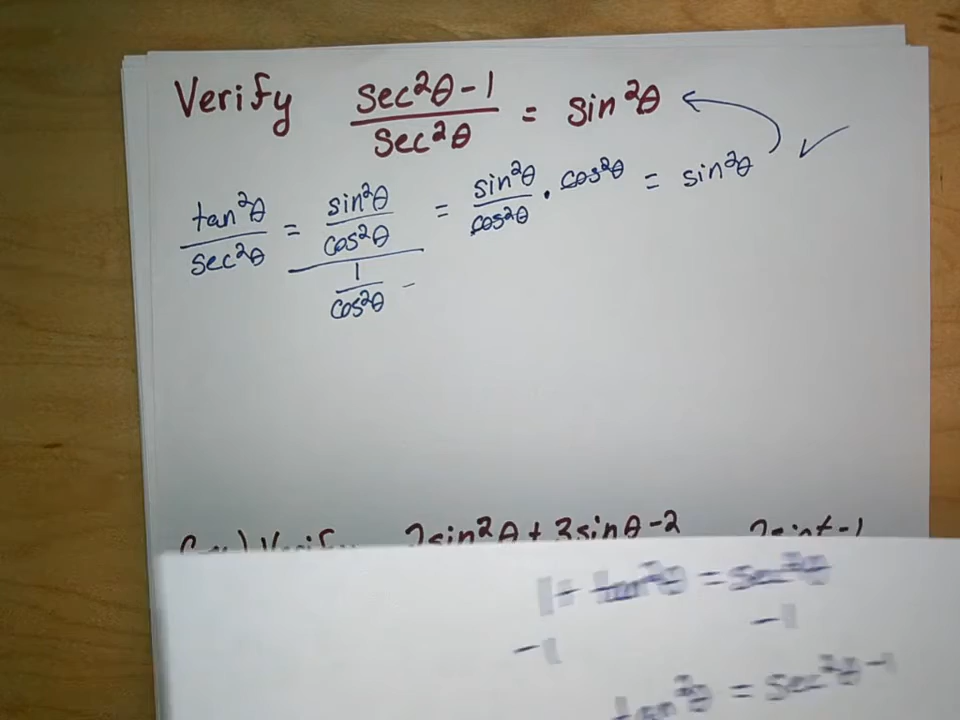 Verify (sec²θ-1)/(sec²θ) = sin²θ
(tan²θ)/(sec²θ) = (sin²θ/cos²θ)/(1/cos²θ) = (sin²θ/cos²θ) · cos²θ = sin²θ ✓
2sin²θ + 3sinθ-2
1+ tan²θ = sec²θ
-1 -1
tan²θ = sec²θ-1